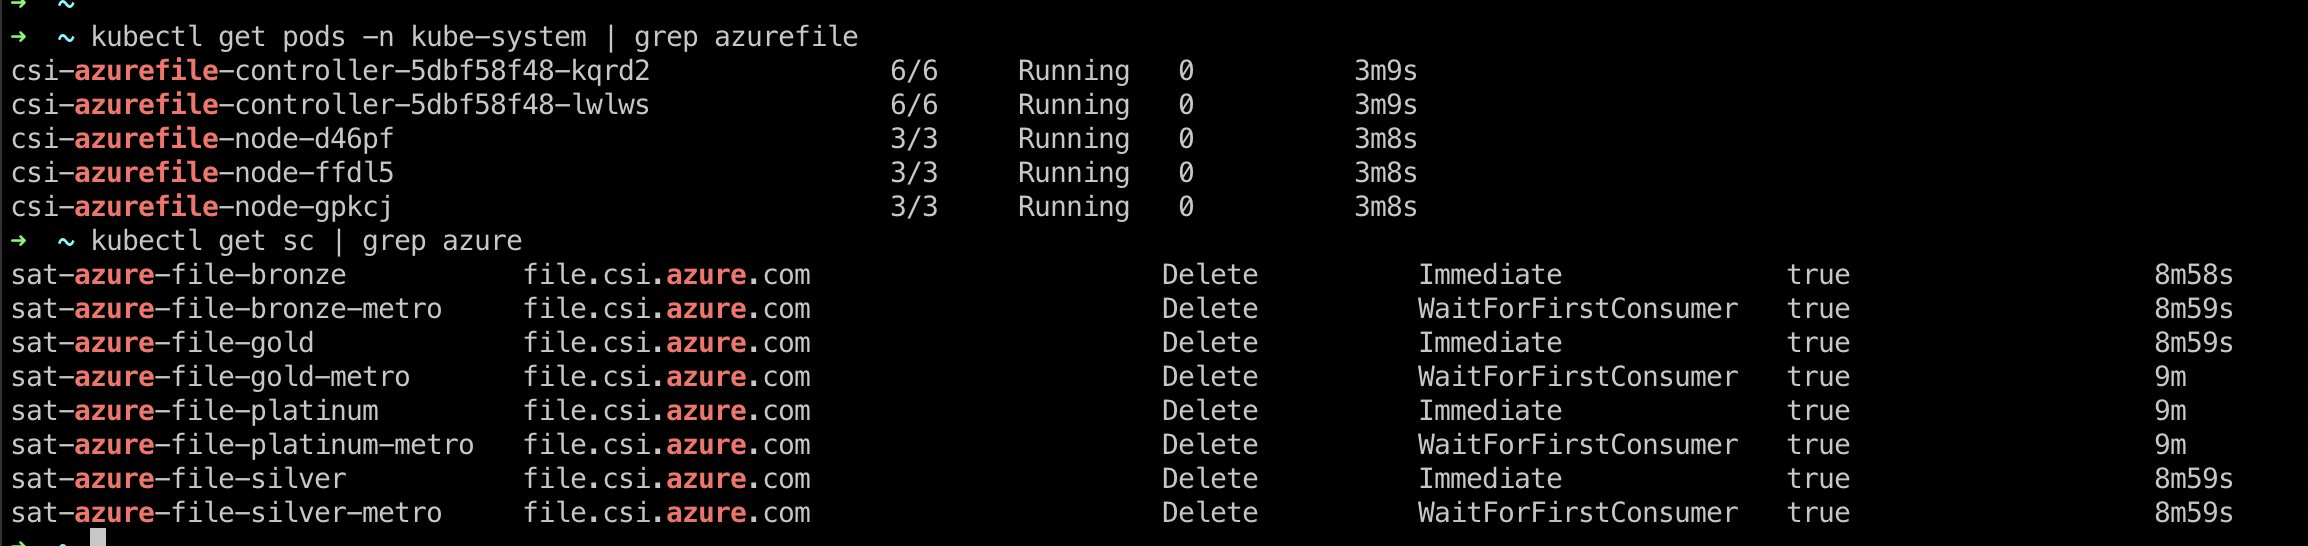 ➜ ~
➜ ~ kubectl get pods -n kube-system | grep azurefile
csi-azurefile-controller-5dbf58f48-kqrd2 6/6 Running 0 3m9s
csi-azurefile-controller-5dbf58f48-lwlws 6/6 Running 0 3m9s
csi-azurefile-node-d46pf 3/3 Running 0 3m8s
csi-azurefile-node-ffdl5 3/3 Running 0 3m8s
csi-azurefile-node-gpkcj 3/3 Running 0 3m8s
➜ ~ kubectl get sc | grep azure
sat-azure-file-bronze file.csi.azure.com Delete Immediate true 8m58s
sat-azure-file-bronze-metro file.csi.azure.com Delete WaitForFirstConsumer true 8m59s
sat-azure-file-gold file.csi.azure.com Delete Immediate true 8m59s
sat-azure-file-gold-metro file.csi.azure.com Delete WaitForFirstConsumer true 9m
sat-azure-file-platinum file.csi.azure.com Delete Immediate true 9m
sat-azure-file-platinum-metro file.csi.azure.com Delete WaitForFirstConsumer true 9m
sat-azure-file-silver file.csi.azure.com Delete Immediate true 8m59s
sat-azure-file-silver-metro file.csi.azure.com Delete WaitForFirstConsumer true 8m59s
➜ ~